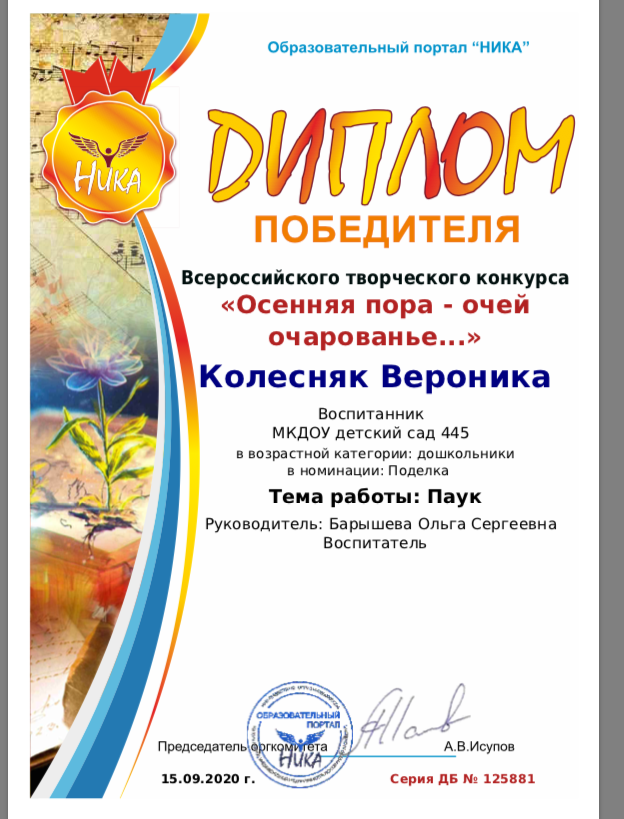 Образовательный портал “НИКА”
НИКА
ДИПЛОМ
ПОБЕДИТЕЛЯ
Всероссийского творческого конкурса
«Осенняя пора - очей
очарованье...»
Колесняк Вероника
Воспитанник
МКДОУ детский сад 445
в возрастной категории: дошкольники
в номинации: Поделка
Тема работы: Паук
Руководитель: Барышева Ольга Сергеевна
Воспитатель
ОБРАЗОВАТЕЛЬНЫЙ
ПОРТАЛ
НИКА
Председатель оргкомитета А.В.Исупов
15.09.2020 г. Серия ДБ № 125881